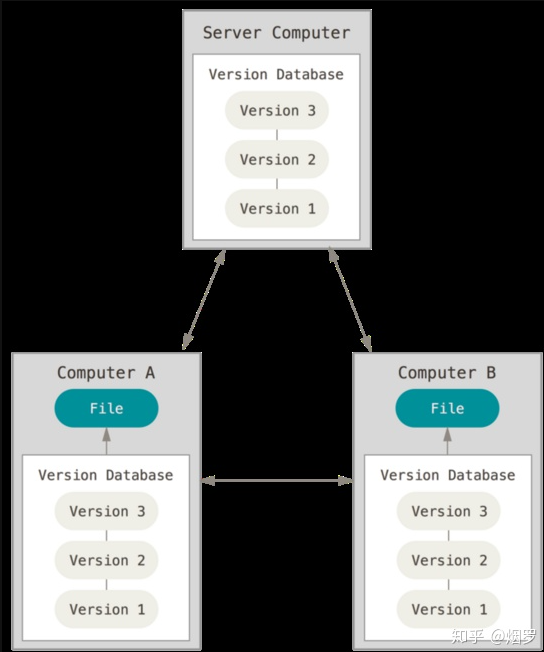 Server Computer
Version Database
Version 3
Version 2
Version 1
Computer A
File
Version Database
Version 3
Version 2
Version 1
Computer B
File
Version Database
Version 3
Version 2
Version 1
知乎 @烟罗